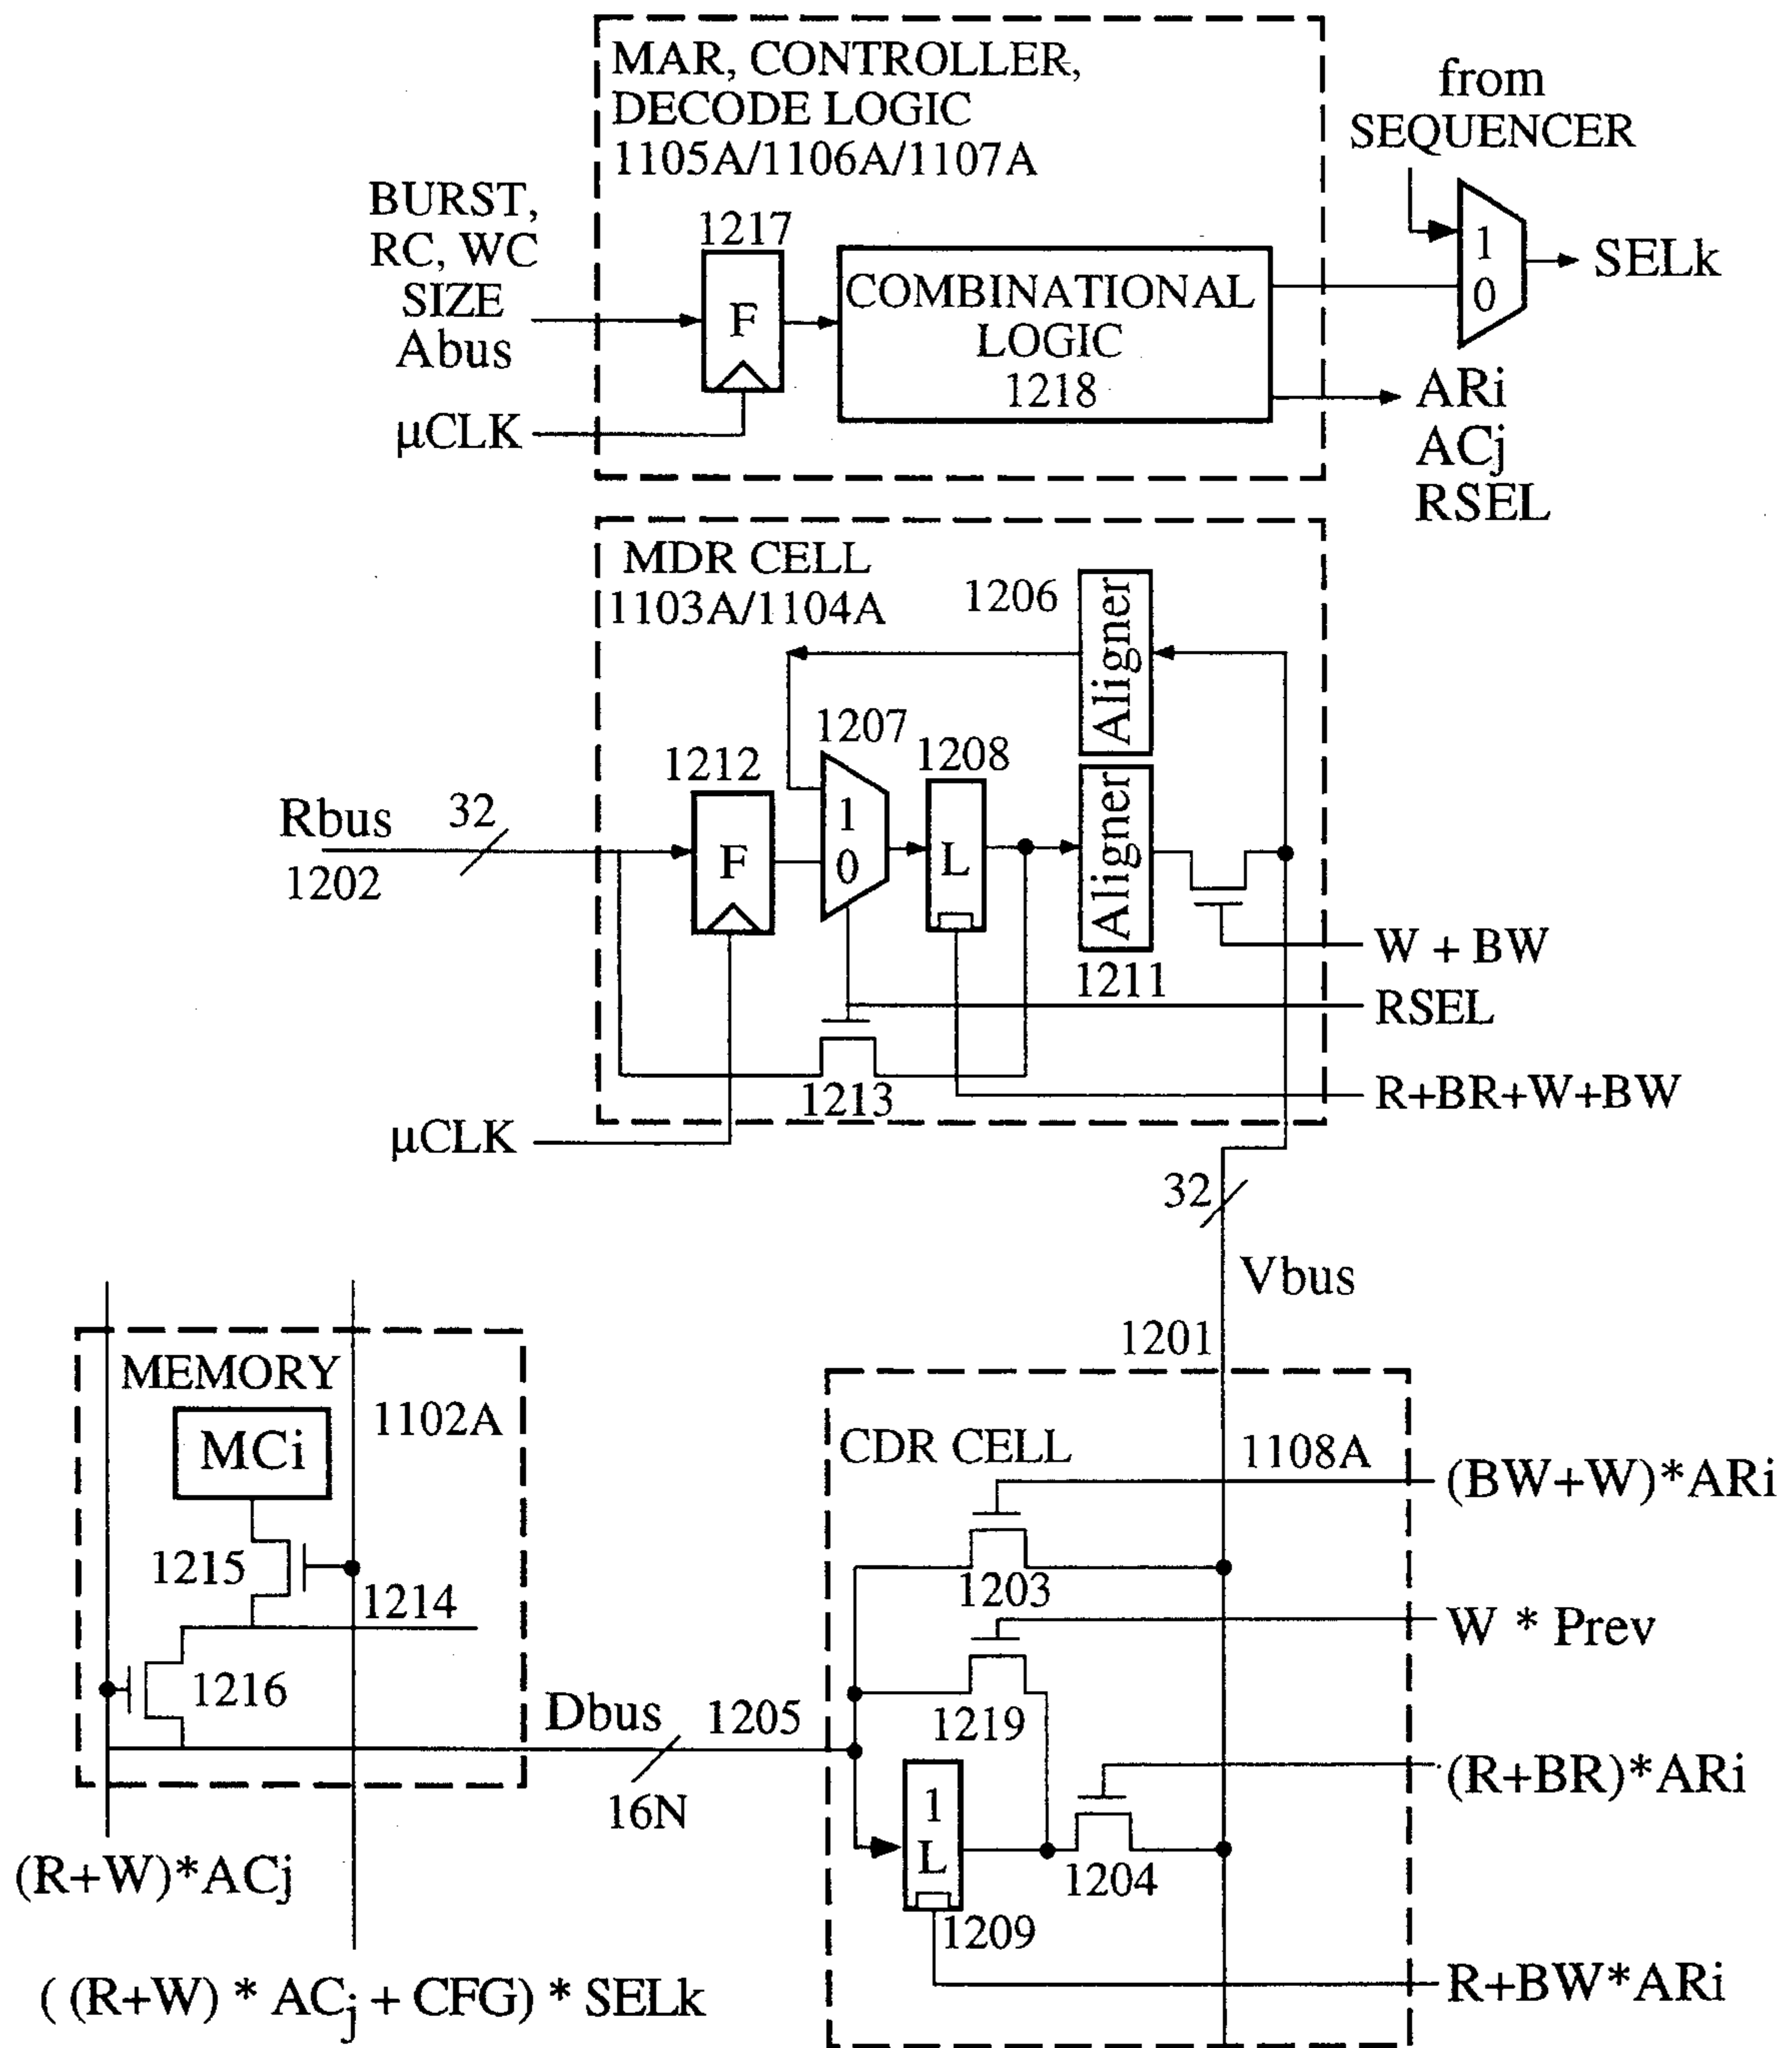 MAR, CONTROLLER,
DECODE LOGIC
1105A/1106A/1107A
from
SEQUENCER
BURST,
RC, WC
SIZE
Abus
1217
F
COMBINATIONAL
LOGIC
1218
1
0
SELk
µCLK
ARi
ACj
RSEL
MDR CELL
1103A/1104A
1206
Aligner
1207
1208
1212
Rbus
32
1202
F
1
0
L
Aligner
1211
W + BW
RSEL
1213
R+BR+W+BW
µCLK
32
Vbus
1201
MEMORY
1102A
MCi
1215
1214
1216
Dbus
1205
16N
(R+W)*ACj
( (R+W) * ACj + CFG) * SELk
CDR CELL
1108A
(BW+W)*ARi
1203
W * Prev
1219
(R+BR)*ARi
1
L
1204
1209
R+BW*ARi